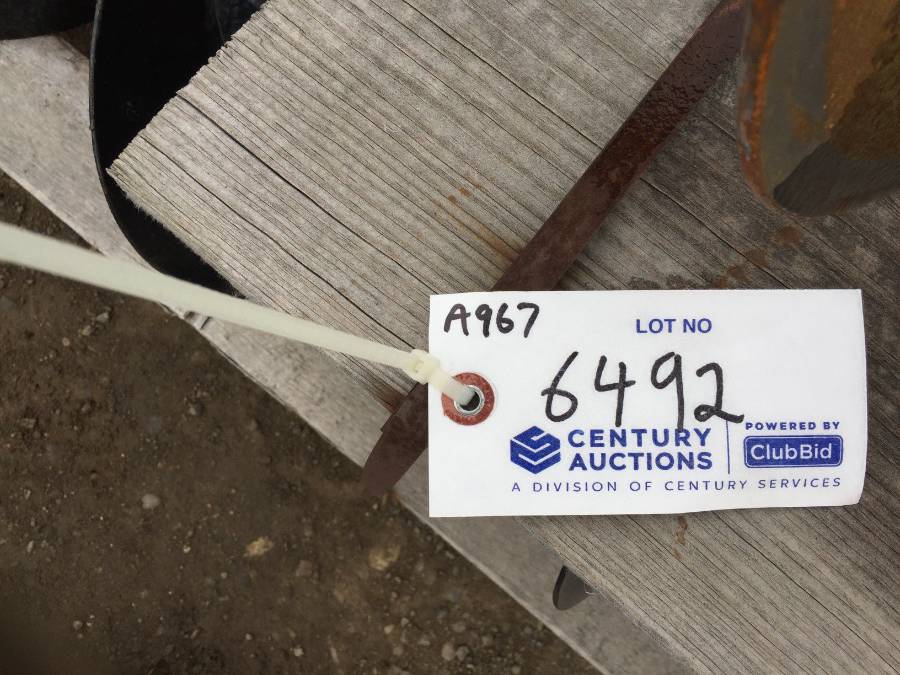 A967
LOT NO
6492
CENTURY
AUCTIONS
POWERED BY
ClubBid
A DIVISION OF CENTURY SERVICES